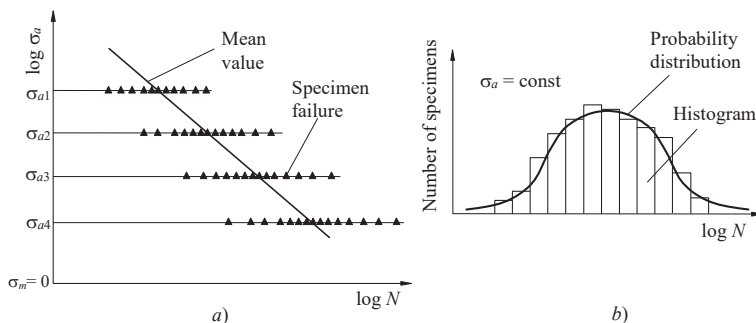 log σa
Mean
value
Specimen
failure
σa1
σa2
σa3
σa4
σm= 0
log N
a)
Number of specimens
σa = const
Probability
distribution
Histogram
log N
b)